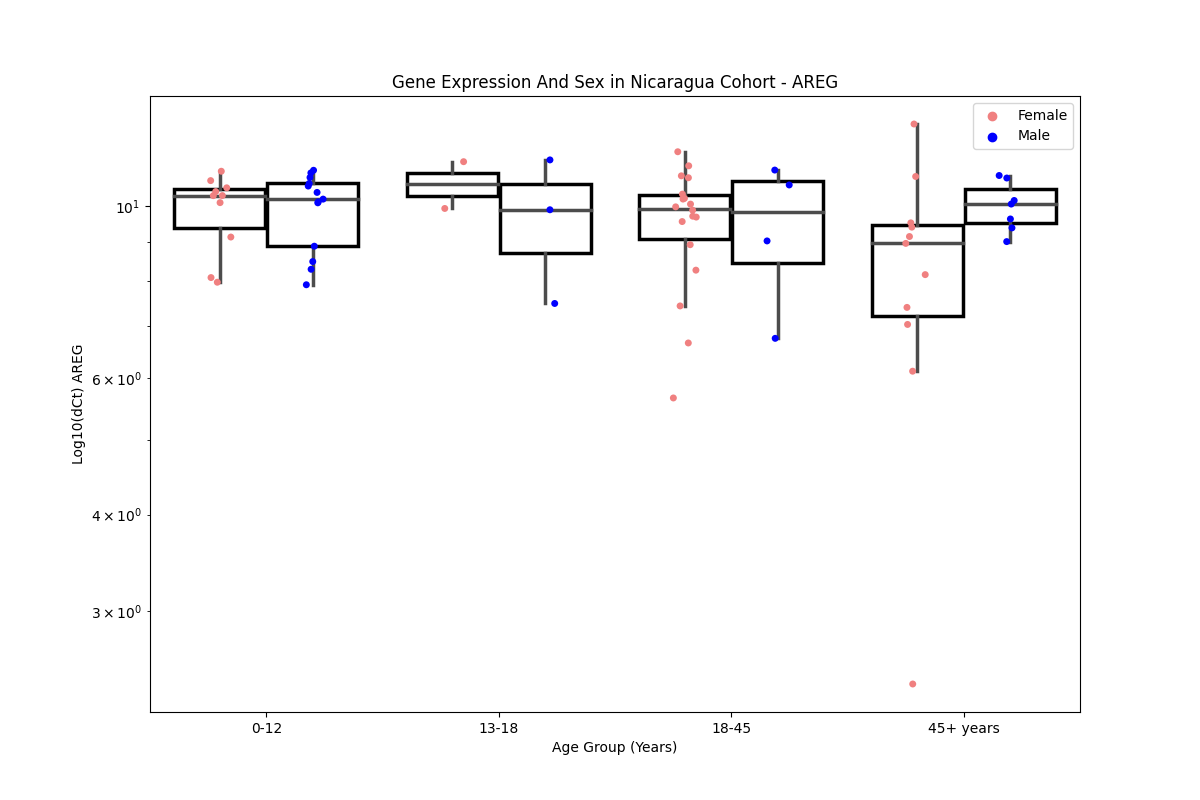 Gene Expression And Sex in Nicaragua Cohort - AREG
Female
Male
10¹
6 × 10⁰
4 × 10⁰
3 × 10⁰
Log10(dCt) AREG
0-12
13-18
18-45
45+ years
Age Group (Years)